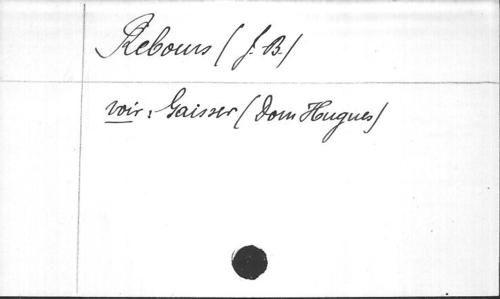 Rebours (J. B.)
voir : Gaisser (Dom Hugues)